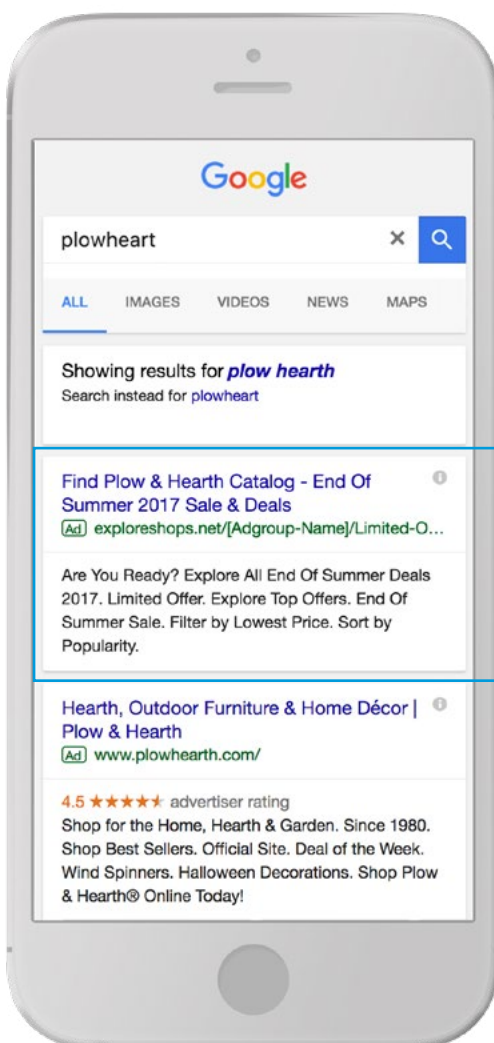 Google
plowheart
ALL IMAGES VIDEOS NEWS MAPS
Showing results for plow hearth
Search instead for plowheart
Find Plow & Hearth Catalog - End Of
Summer 2017 Sale & Deals
Ad exploreshops.net/[Adgroup-Name]/Limited-O...
Are You Ready? Explore All End Of Summer Deals
2017. Limited Offer. Explore Top Offers. End Of
Summer Sale. Filter by Lowest Price. Sort by
Popularity.
Hearth, Outdoor Furniture & Home Décor |
Plow & Hearth
Ad www.plowhearth.com/
4.5 ★★★★★ advertiser rating
Shop for the Home, Hearth & Garden. Since 1980.
Shop Best Sellers. Official Site. Deal of the Week.
Wind Spinners. Halloween Decorations. Shop Plow
& Hearth® Online Today!